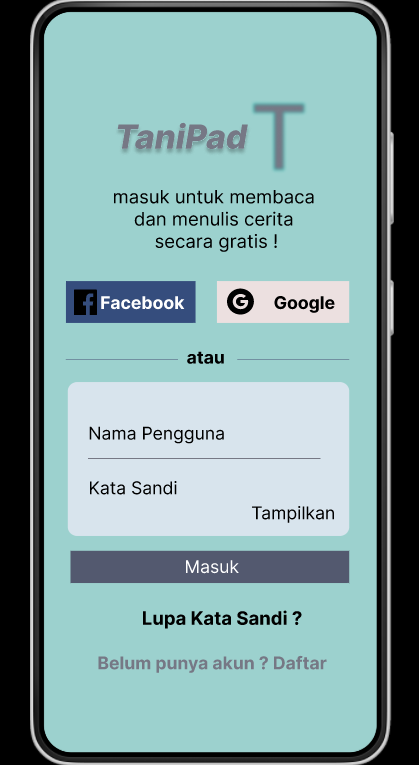 TaniPad T
masuk untuk membaca
dan menulis cerita
secara gratis !
Facebook
Google
atau
Nama Pengguna
Kata Sandi
Tampilkan
Masuk
Lupa Kata Sandi ?
Belum punya akun ? Daftar